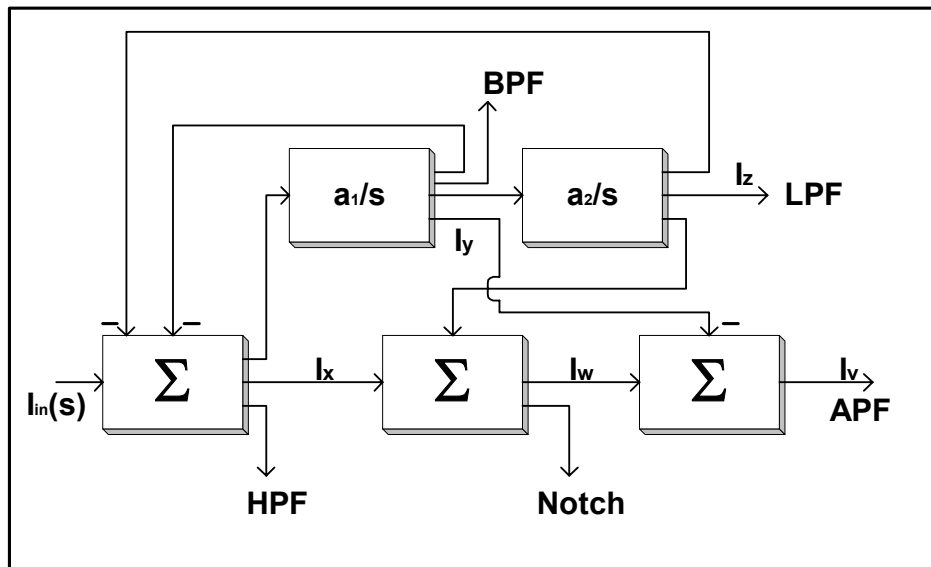 BPF
a1/s
a2/s
Iz
LPF
Iy
–
–
–
Σ
Σ
Σ
Iin(s)
Ix
Iw
Iv
APF
HPF
Notch